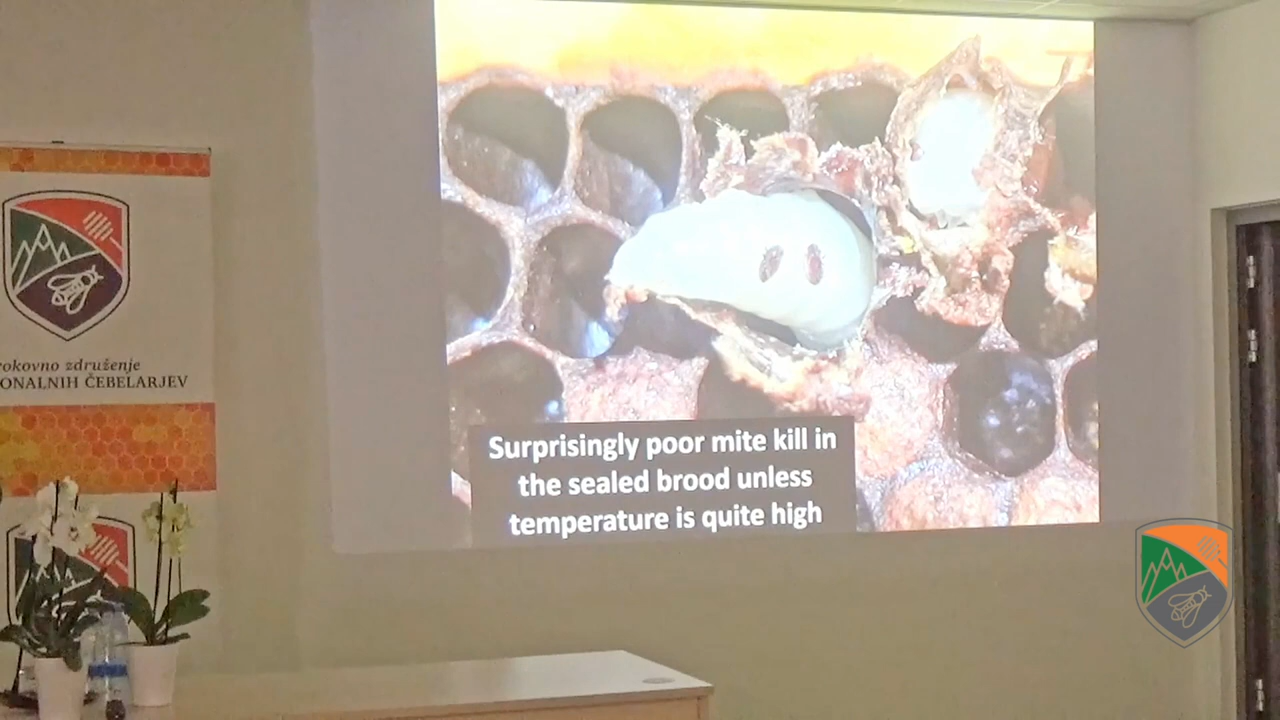 Surprisingly poor mite kill in
the sealed brood unless
temperature is quite high
rokovno združenje
ONALNIH ČEBELARJEV